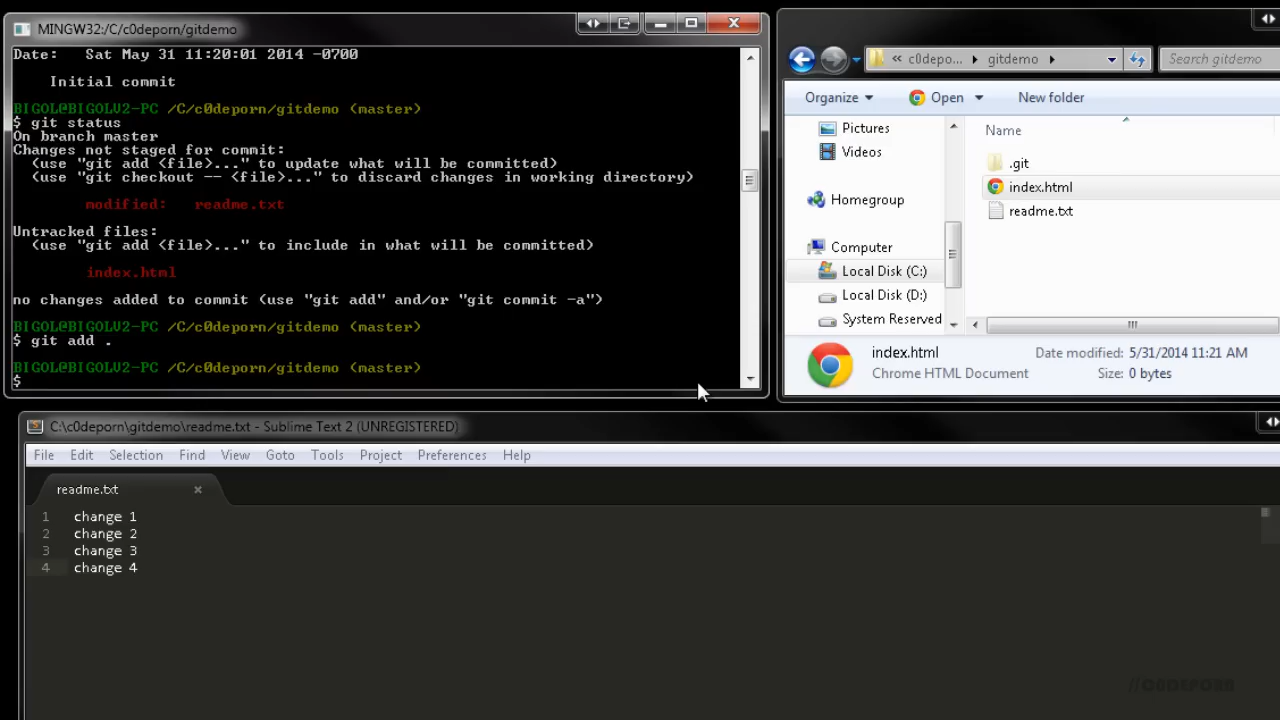 MINGW32:/C/c0deporn/gitdemo
Date:   Sat May 31 11:20:01 2014 -0700
Initial commit
BIGOL@BIGOLU2-PC /C/c0deporn/gitdemo (master)
$ git status
On branch master
Changes not staged for commit:
(use "git add <file>..." to update what will be committed)
(use "git checkout -- <file>..." to discard changes in working directory)
modified:   readme.txt
Untracked files:
(use "git add <file>..." to include in what will be committed)
index.html
no changes added to commit (use "git add" and/or "git commit -a")
BIGOL@BIGOLU2-PC /C/c0deporn/gitdemo (master)
$ git add .
BIGOL@BIGOLU2-PC /C/c0deporn/gitdemo (master)
$
« c0depo... ▸ gitdemo ▸
Search gitdemo
Organize Open New folder
Pictures
Videos
Homegroup
Computer
Local Disk (C:)
Local Disk (D:)
System Reserved
Name
.git
index.html
readme.txt
index.html Date modified: 5/31/2014 11:21 AM
Chrome HTML Document Size: 0 bytes
C:\c0deporn\gitdemo\readme.txt - Sublime Text 2 (UNREGISTERED)
File Edit Selection Find View Goto Tools Project Preferences Help
readme.txt ×
1 change 1
2 change 2
3 change 3
4 change 4
//C0DEPORN